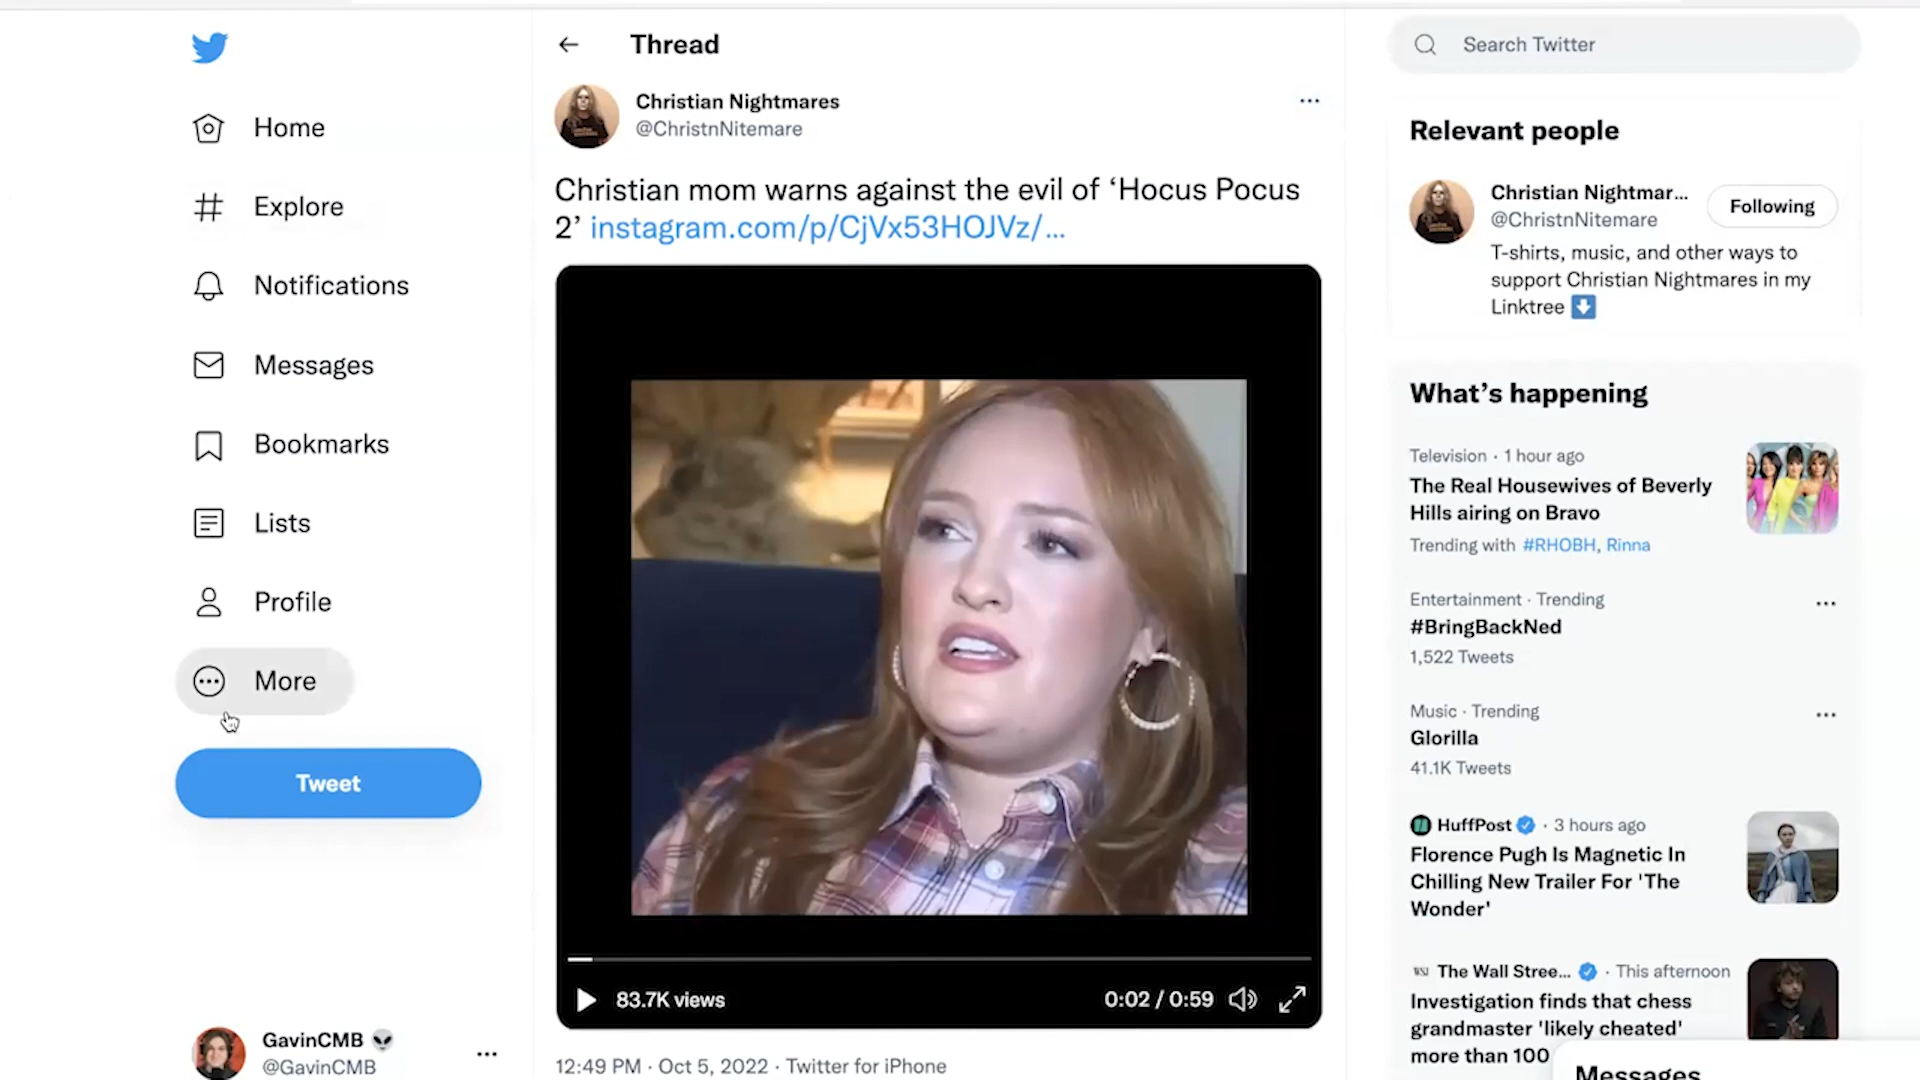 Home
Explore
Notifications
Messages
Bookmarks
Lists
Profile
More
Tweet
GavinCMB
@GavinCMB
Thread
Christian Nightmares
@ChristnNitemare
Christian mom warns against the evil of ‘Hocus Pocus
2’ instagram.com/p/CjVx53HOJVz/…
83.7K views
0:02 / 0:59
12:49 PM · Oct 5, 2022 · Twitter for iPhone
Search Twitter
Relevant people
Christian Nightmar...
@ChristnNitemare
Following
T-shirts, music, and other ways to
support Christian Nightmares in my
Linktree
What’s happening
Television · 1 hour ago
The Real Housewives of Beverly
Hills airing on Bravo
Trending with #RHOBH, Rinna
Entertainment · Trending
#BringBackNed
1,522 Tweets
Music · Trending
Glorilla
41.1K Tweets
HuffPost · 3 hours ago
Florence Pugh Is Magnetic In
Chilling New Trailer For 'The
Wonder'
WSJ The Wall Stree... · This afternoon
Investigation finds that chess
grandmaster 'likely cheated'
more than 100
Messages